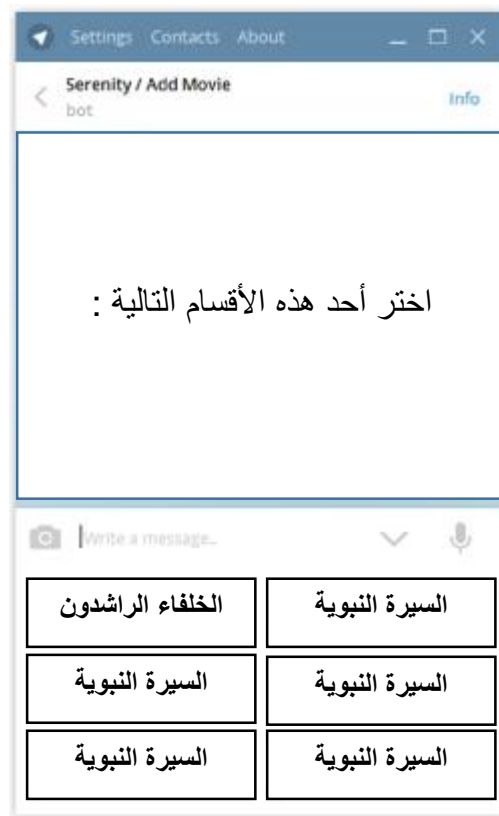 Settings Contacts About
Serenity / Add Movie
bot
Info
اختر أحد هذه الأقسام التالية :
Write a message...
السيرة النبوية الخلفاء الراشدون
السيرة النبوية السيرة النبوية
السيرة النبوية السيرة النبوية